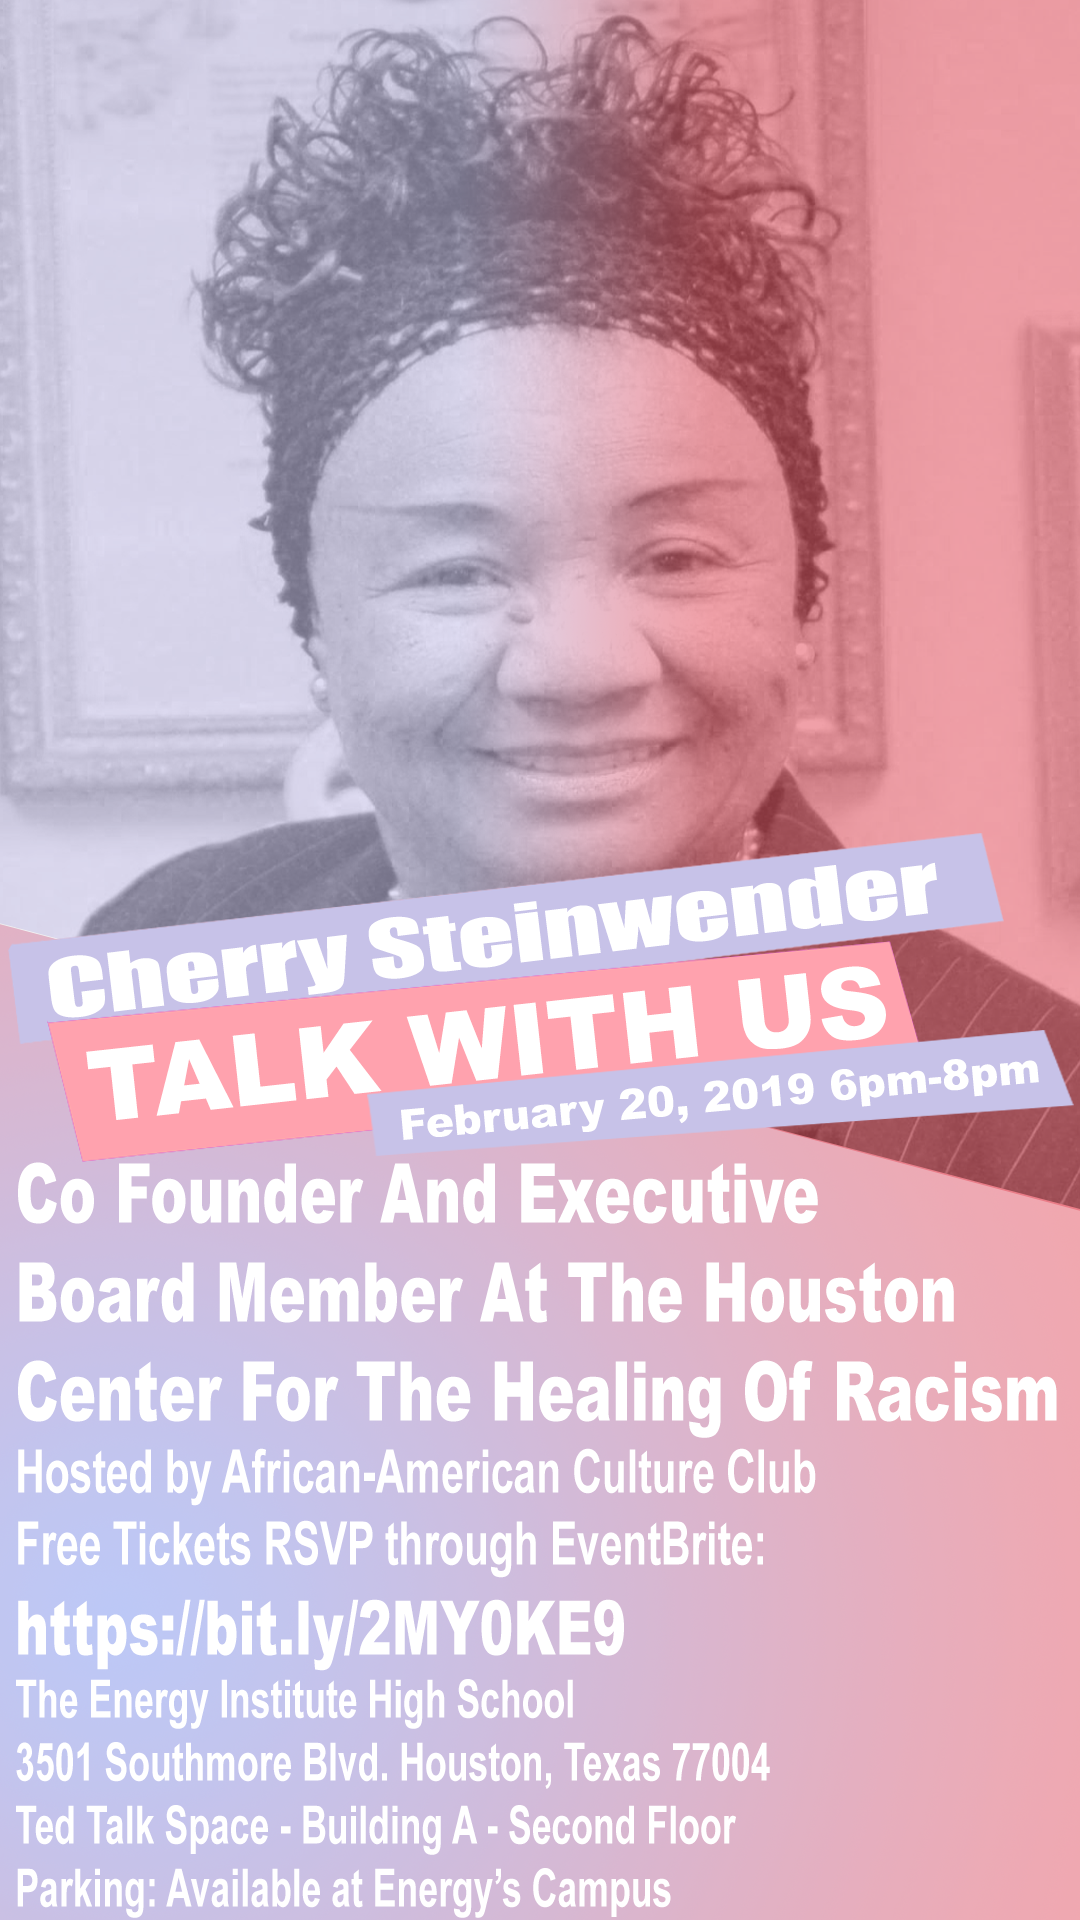 Cherry Steinwender
TALK WITH US
February 20, 2019 6pm-8pm
Co Founder And Executive
Board Member At The Houston
Center For The Healing Of Racism
Hosted by African-American Culture Club
Free Tickets RSVP through EventBrite:
https://bit.ly/2MY0KE9
The Energy Institute High School
3501 Southmore Blvd. Houston, Texas 77004
Ted Talk Space - Building A - Second Floor
Parking: Available at Energy’s Campus